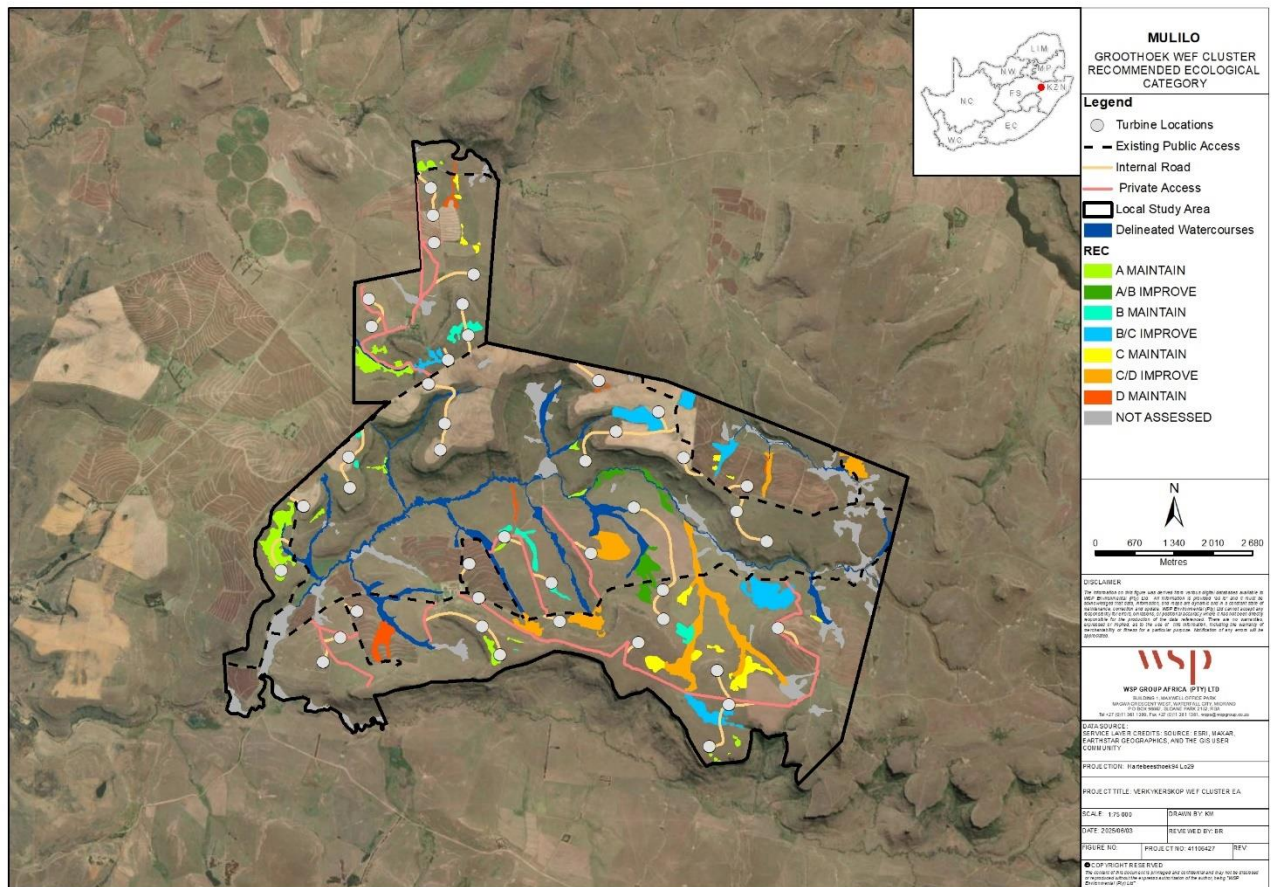 LIM
NW
MP
FS
KZN
NC
EC
WC
MULILO
GROOTHOEK WEF CLUSTER
RECOMMENDED ECOLOGICAL
CATEGORY
Legend
Turbine Locations
Existing Public Access
Internal Road
Private Access
Local Study Area
Delineated Watercourses
REC
A MAINTAIN
A/B IMPROVE
B MAINTAIN
B/C IMPROVE
C MAINTAIN
C/D IMPROVE
D MAINTAIN
NOT ASSESSED
N
0 670 1 340 2 010 2 680
Metres
DISCLAIMER
wsp
WSP GROUP AFRICA (PTY) LTD
DATA SOURCE:
SERVICE LAYER CREDITS: SOURCE: ESRI, MAXAR,
EARTHSTAR GEOGRAPHICS, AND THE GIS USER
COMMUNITY
PROJECTION: Hartebeesthoek94 Lo29
PROJECT TITLE: VERKYKERSKOP WEF CLUSTER EA
SCALE: 1:75 000
DRAWN BY: KM
DATE: 2025/06/03
REVIEWED BY: BR
FIGURE NO:
PROJECT NO: 41106427
REV:
COPYRIGHT RESERVED